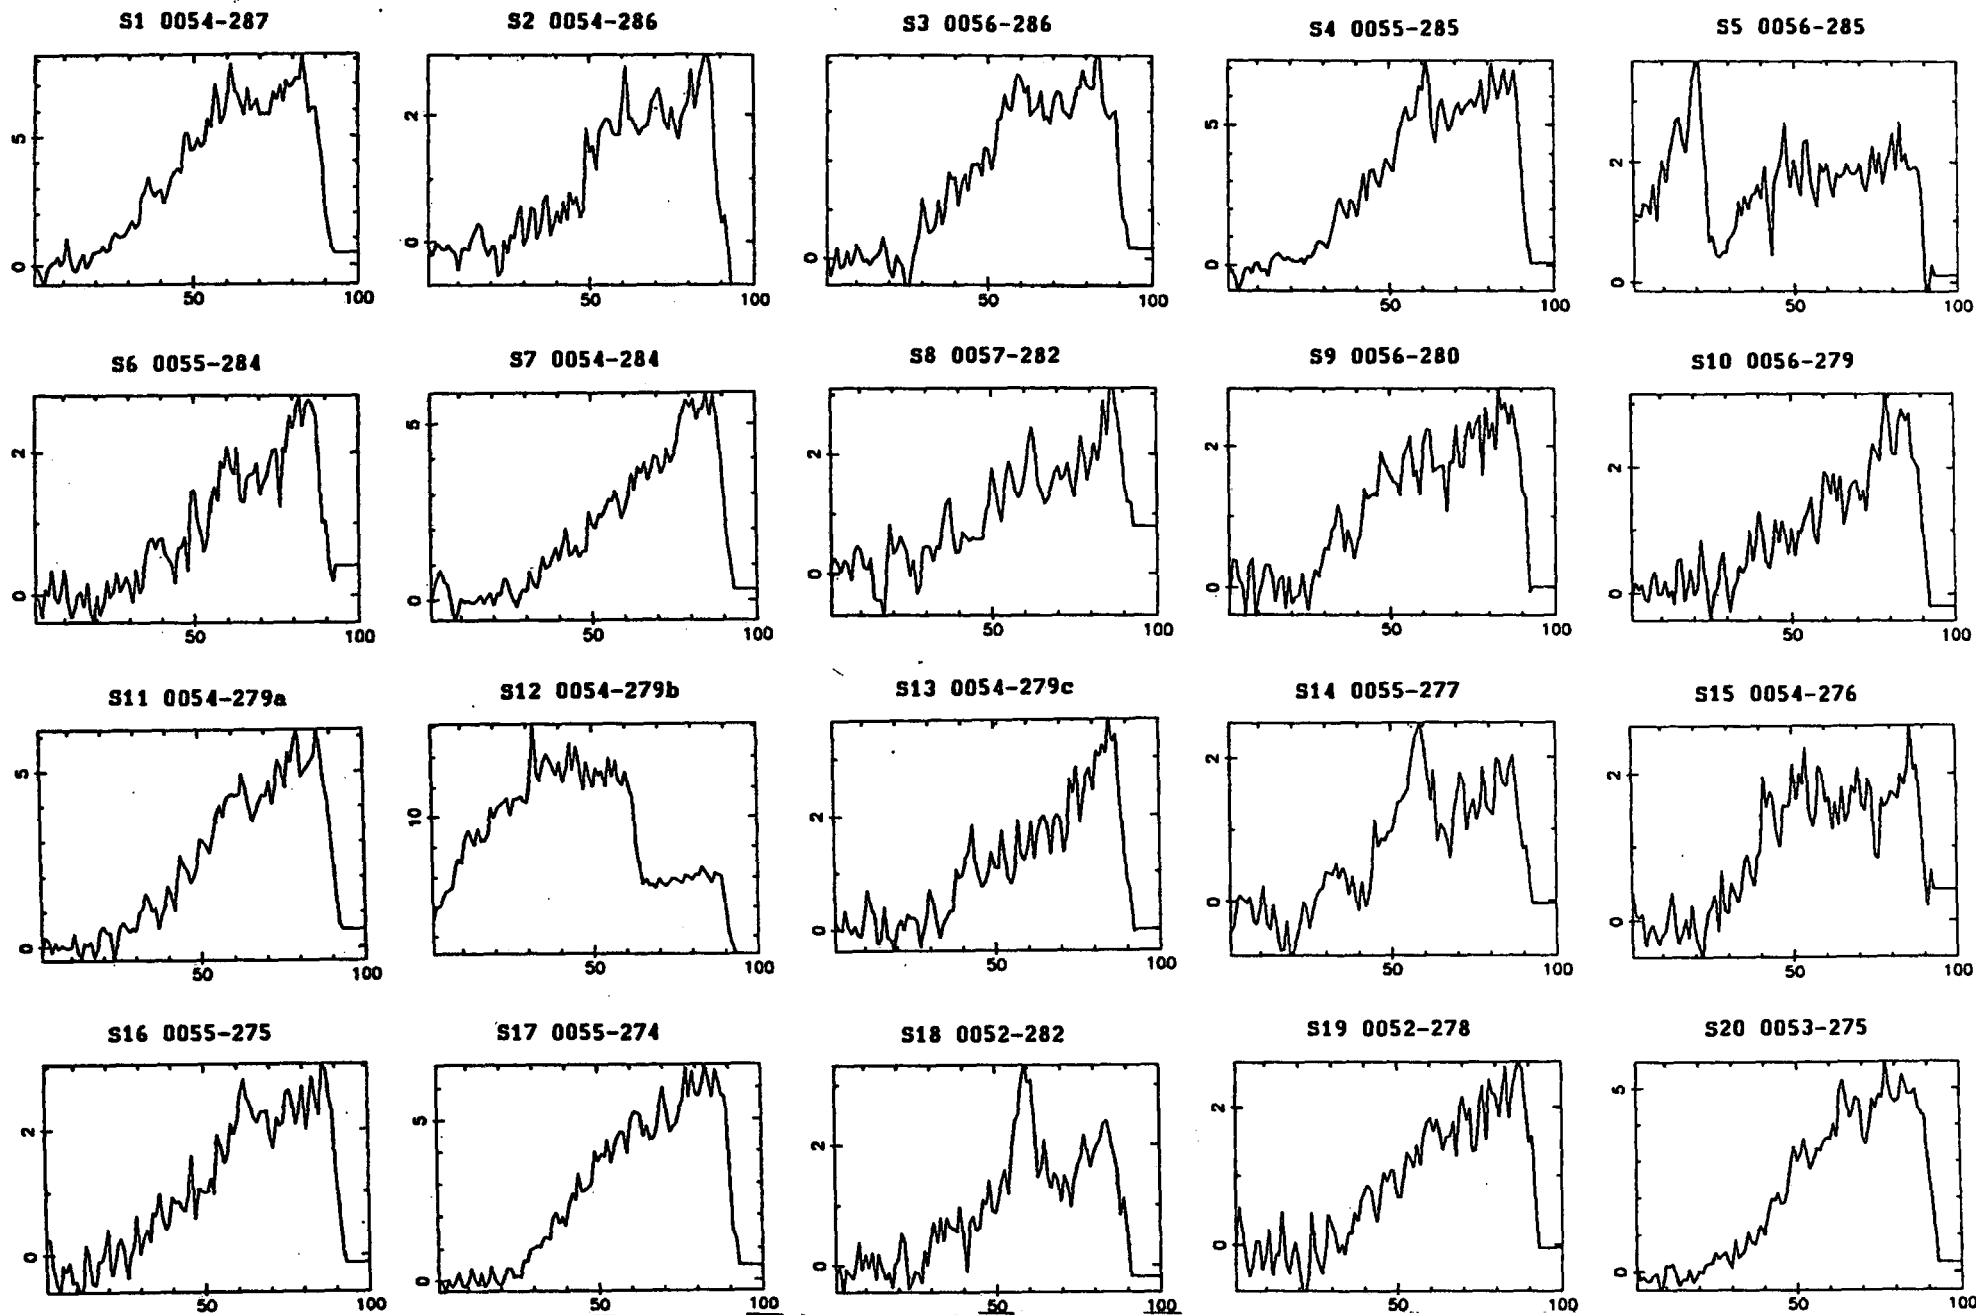 S1 0054-287
5
0
50 100
S2 0054-286
2
0
50 100
S3 0056-286
0
50 100
S4 0055-285
5
0
50 100
S5 0056-285
2
0
50 100
S6 0055-284
2
0
50 100
S7 0054-284
5
0
50 100
S8 0057-282
2
0
50 100
S9 0056-280
2
0
50 100
S10 0056-279
2
0
50 100
S11 0054-279a
5
0
50 100
S12 0054-279b
10
50 100
S13 0054-279c
2
0
50 100
S14 0055-277
2
0
50 100
S15 0054-276
2
0
50 100
S16 0055-275
2
0
50 100
S17 0055-274
5
0
50 100
S18 0052-282
2
0
50 100
S19 0052-278
2
0
50 100
S20 0053-275
5
0
50 100